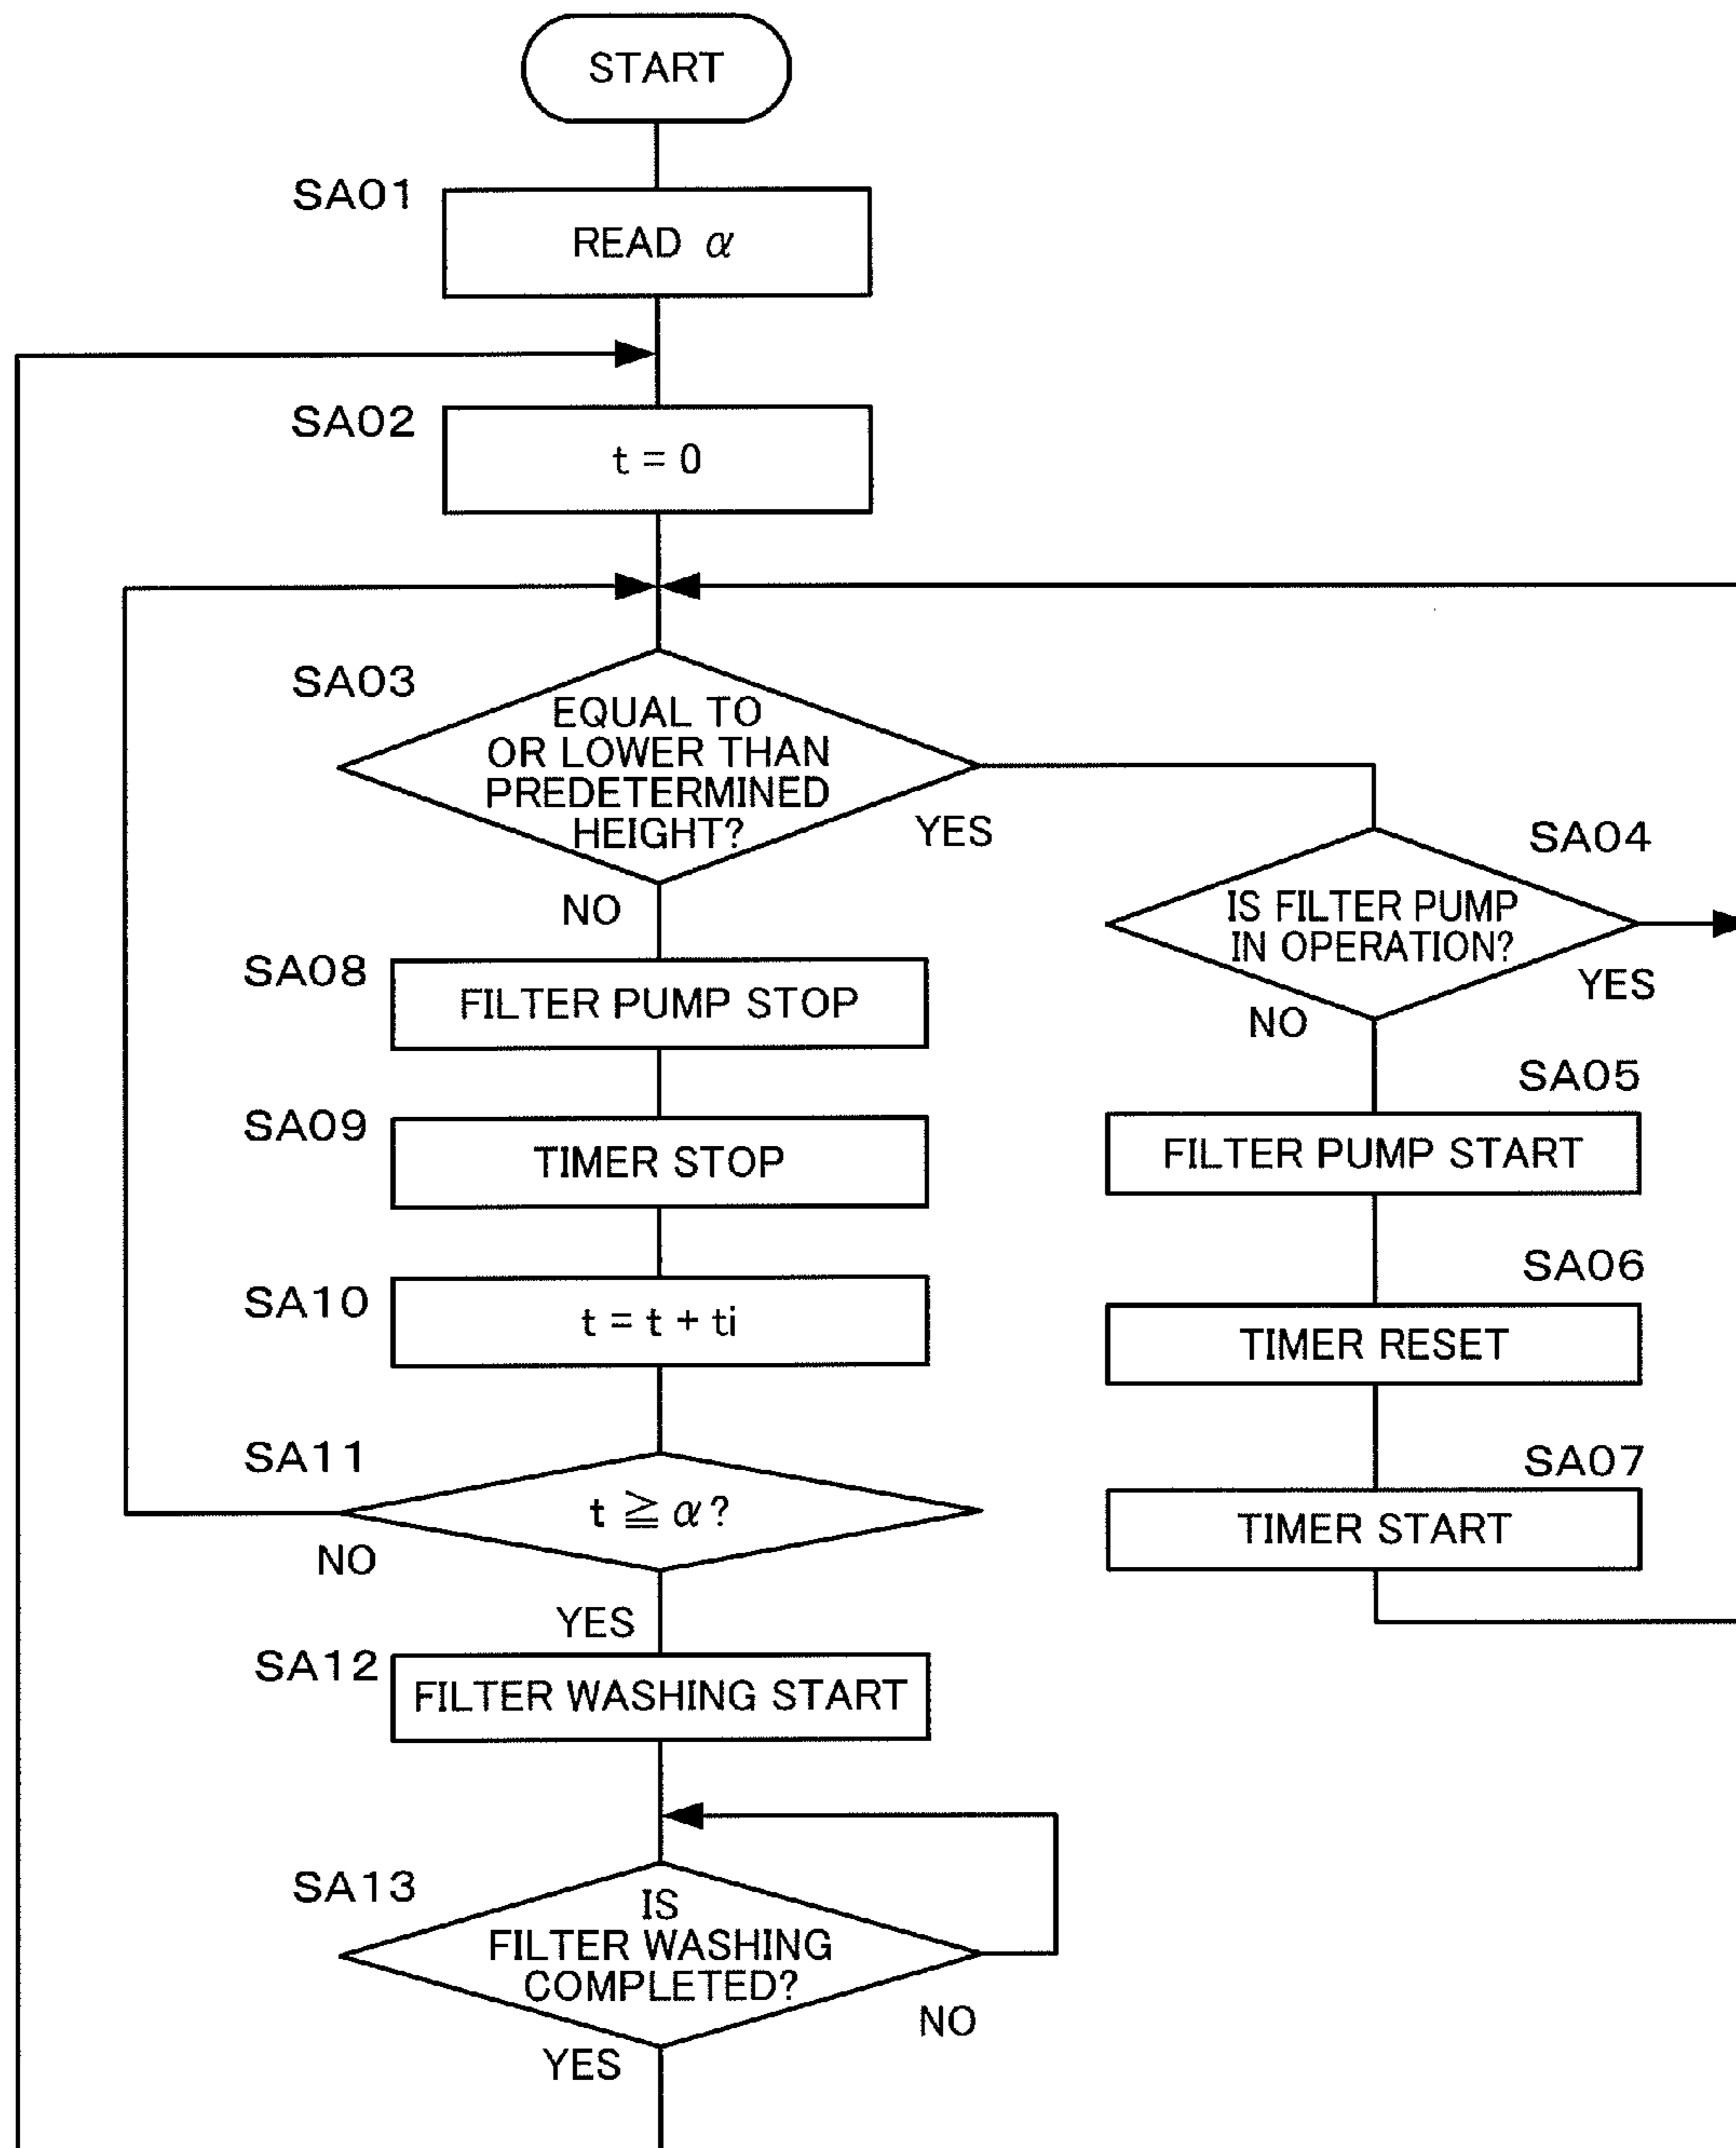 START
SA01
READ α
SA02
t = 0
SA03
EQUAL TO
OR LOWER THAN
PREDETERMINED
HEIGHT?
YES
NO
SA04
IS FILTER PUMP
IN OPERATION?
YES
NO
SA05
FILTER PUMP START
SA06
TIMER RESET
SA07
TIMER START
SA08
FILTER PUMP STOP
SA09
TIMER STOP
SA10
t = t + ti
SA11
t ≧ α?
NO
YES
SA12
FILTER WASHING START
SA13
IS
FILTER WASHING
COMPLETED?
NO
YES